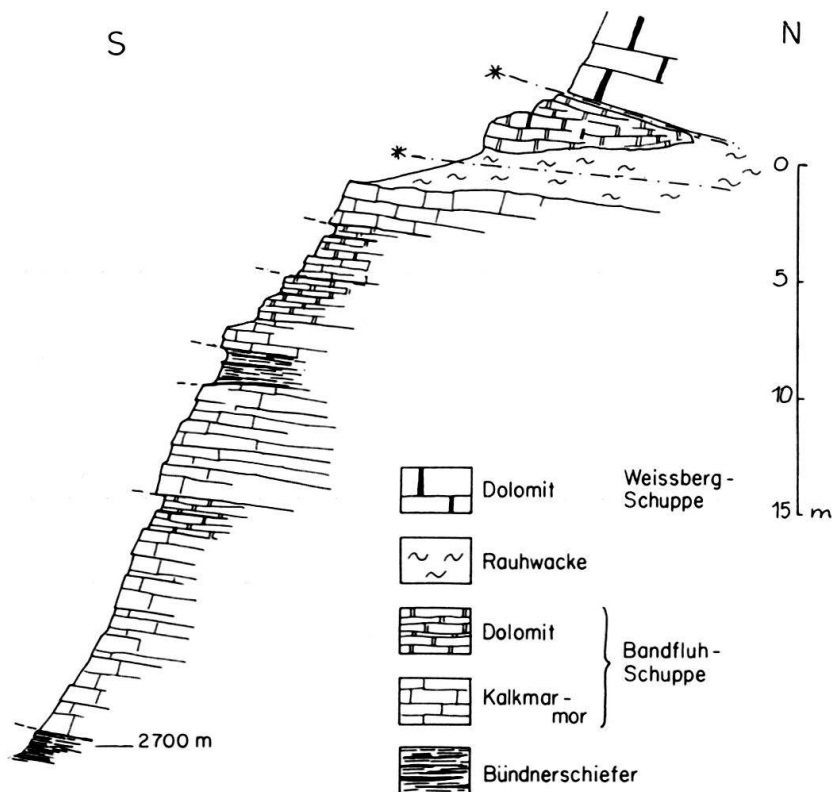 S
N
0
5
10
15 m
2700 m
Dolomit
Weissberg-
Schuppe
Rauhwacke
Dolomit
Bandfluh-
Schuppe
Kalkmar-
mor
Bündnerschiefer